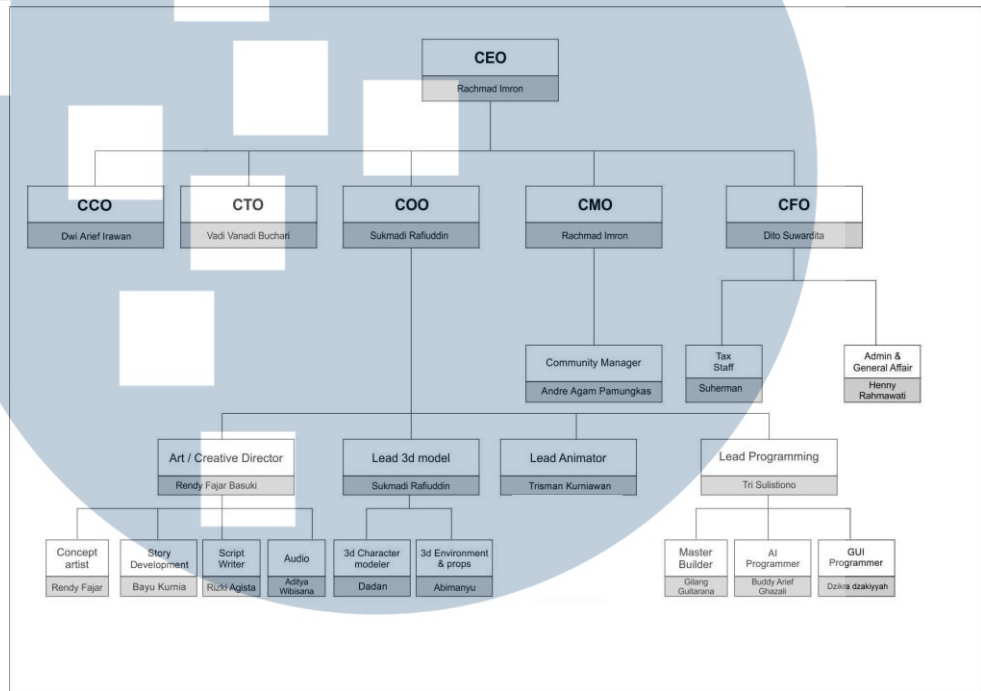 CEO
Rachmad Imron
CCO
Dwi Arief Irawan
CTO
Vadi Vanadi Buchari
COO
Sukmadi Rafiuddin
CMO
Rachmad Imron
CFO
Dito Suwardita
Community Manager
Andre Agam Pamungkas
Tax
Staff
Suherman
Admin &
General Affair
Henny
Rahmawati
Art / Creative Director
Rendy Fajar Basuki
Lead 3d model
Sukmadi Rafiuddin
Lead Animator
Trisman Kurniawan
Lead Programming
Tri Sulistiono
Concept
artist
Rendy Fajar
Story
Development
Bayu Kurnia
Script
Writer
Rizki Agista
Audio
Aditya
Wibisana
3d Character
modeler
Dadan
3d Environment
& props
Abimanyu
Master
Builder
Gilang
Guitarana
AI
Programmer
Buddy Arief
Ghazali
GUI
Programmer
Dzikra dzakiyyah